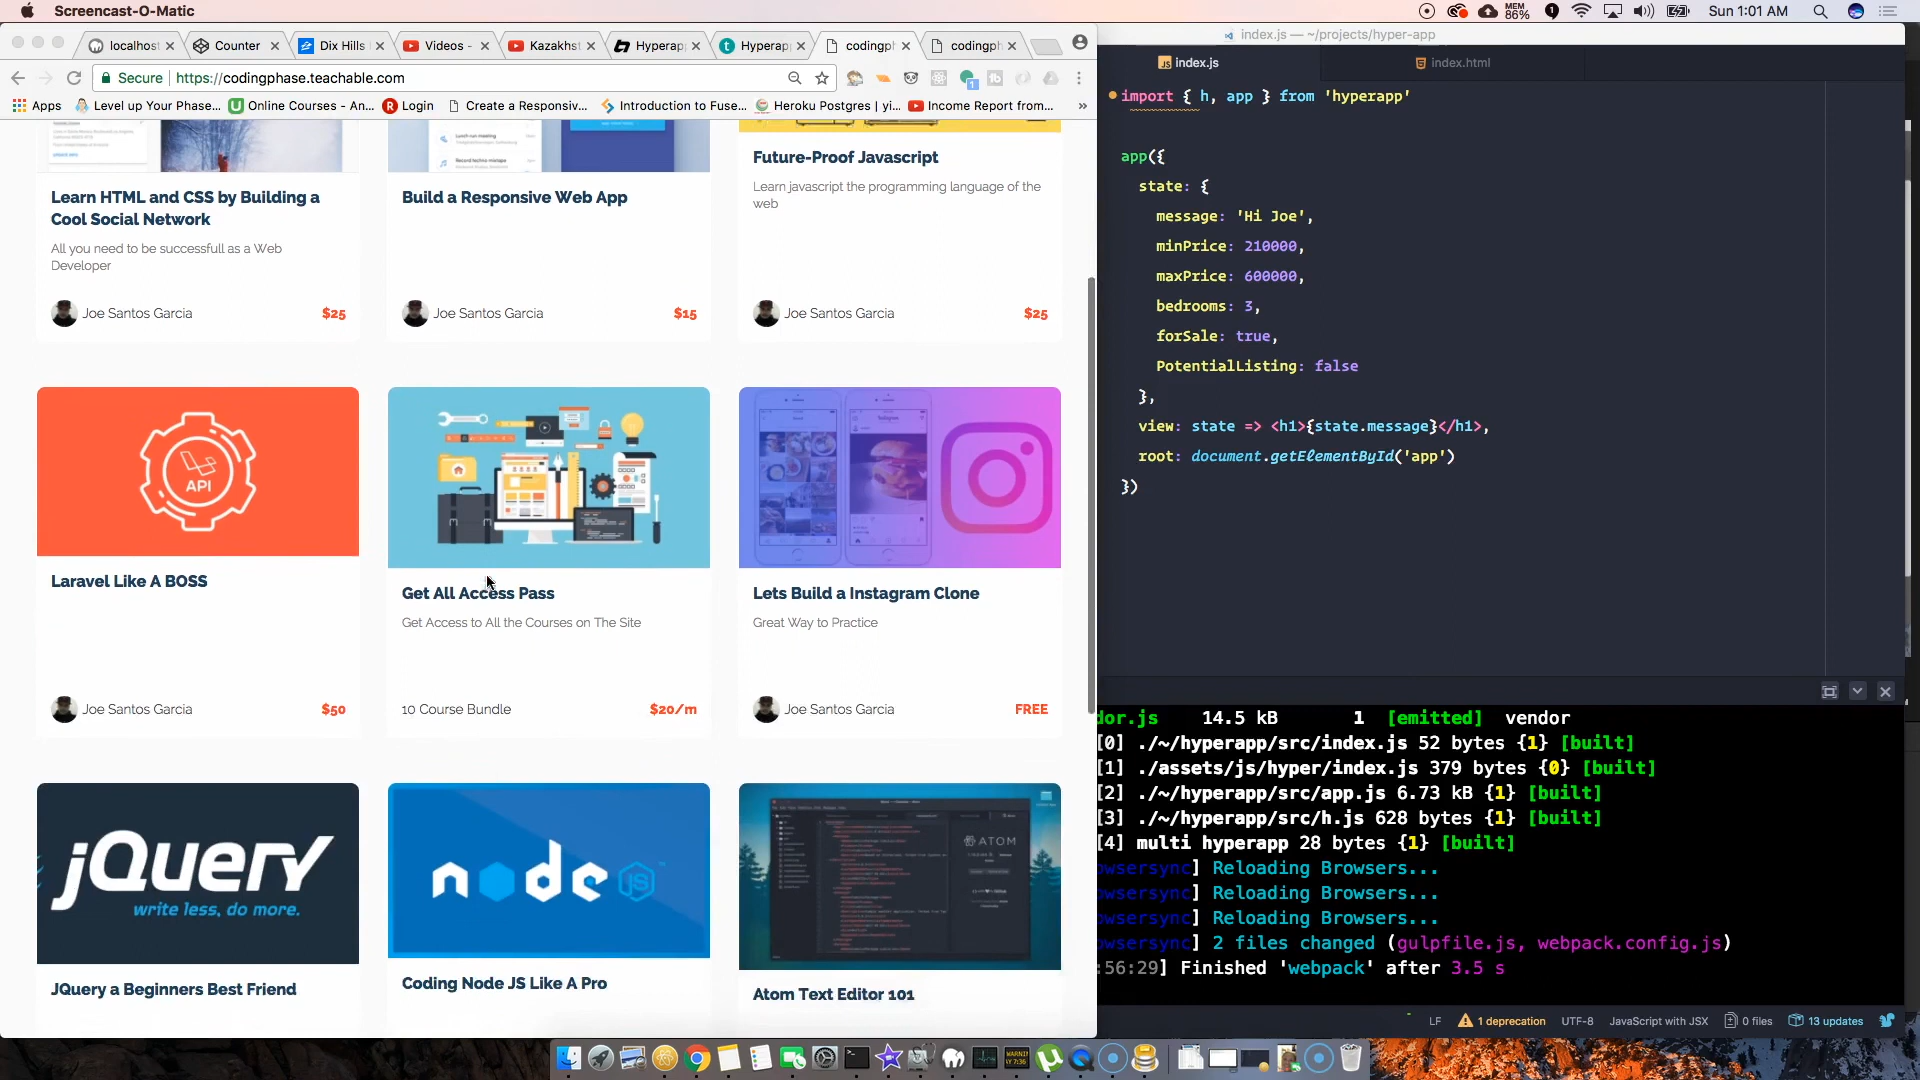 Screencast-O-Matic
MEM
86%
Sun 1:01 AM
localhost
Counter
Dix Hills
Videos -
Kazakhst
Hyperap
Hyperap
codingph
codingph
index.js — ~/projects/hyper-app
Secure
https://codingphase.teachable.com
index.js
index.html
Apps
Level up Your Phase...
Online Courses - An...
Login
Create a Responsiv...
Introduction to Fuse...
Heroku Postgres | yi...
Income Report from...
»
Lunch-run meeting
Record techno mixtape
Learn HTML and CSS by Building a
Cool Social Network
All you need to be successfull as a Web
Developer
Joe Santos Garcia
$25
Build a Responsive Web App
Joe Santos Garcia
$15
Future-Proof Javascript
Learn javascript the programming language of the
web
Joe Santos Garcia
$25
API
Laravel Like A BOSS
Joe Santos Garcia
$50
Get All Access Pass
Get Access to All the Courses on The Site
10 Course Bundle
$20/m
Lets Build a Instagram Clone
Great Way to Practice
Joe Santos Garcia
FREE
jQuery
write less, do more.
JQuery a Beginners Best Friend
node
JS
Coding Node JS Like A Pro
ATOM
Atom Text Editor 101
import { h, app } from 'hyperapp'
app({
state: {
message: 'Hi Joe',
minPrice: 210000,
maxPrice: 600000,
bedrooms: 3,
forSale: true,
PotentialListing: false
},
view: state => <h1>{state.message}</h1>,
root: document.getElementById('app')
})
dor.js 14.5 kB 1 [emitted] vendor
[0] ./~/hyperapp/src/index.js 52 bytes {1} [built]
[1] ./assets/js/hyper/index.js 379 bytes {0} [built]
[2] ./~/hyperapp/src/app.js 6.73 kB {1} [built]
[3] ./~/hyperapp/src/h.js 628 bytes {1} [built]
[4] multi hyperapp 28 bytes {1} [built]
owsersync] Reloading Browsers...
owsersync] Reloading Browsers...
owsersync] Reloading Browsers...
owsersync] 2 files changed (gulpfile.js, webpack.config.js)
:56:29] Finished 'webpack' after 3.5 s
LF
1 deprecation
UTF-8
JavaScript with JSX
0 files
13 updates